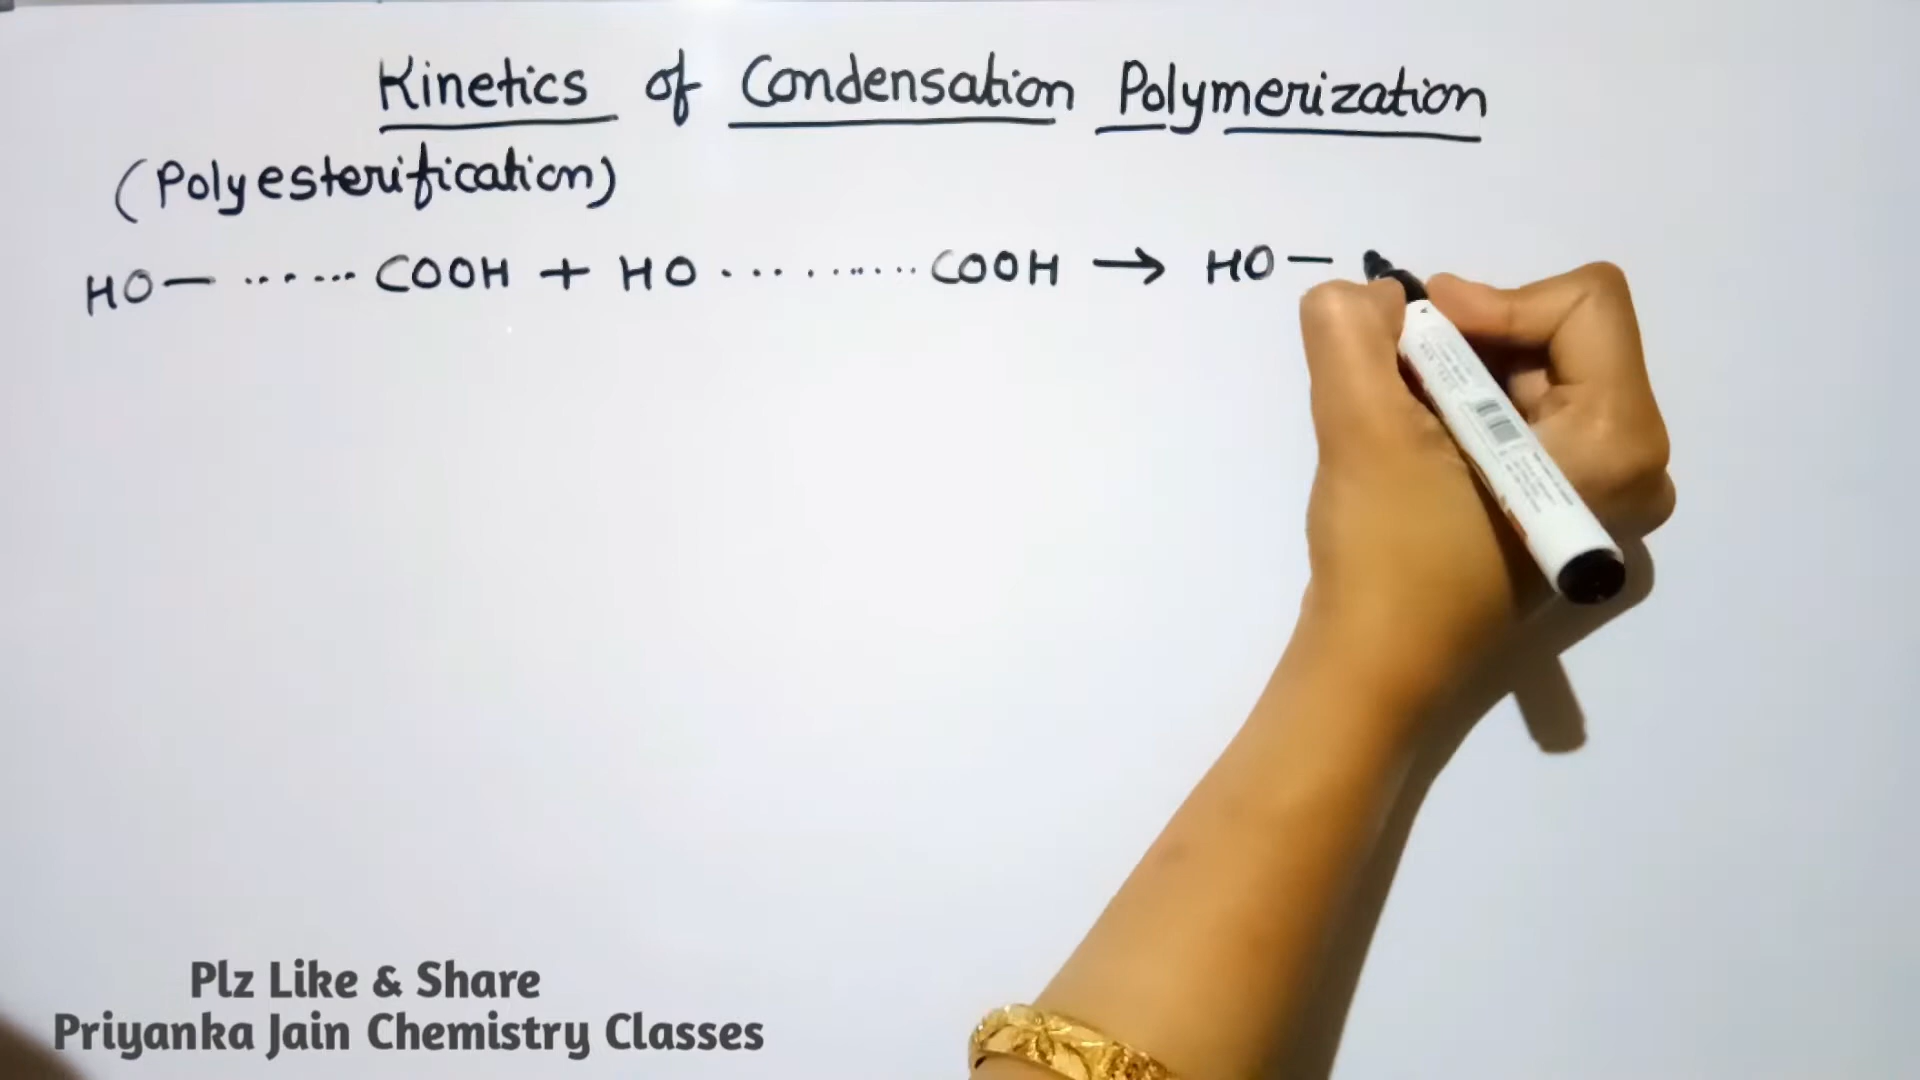 Kinetics of Condensation Polymerization
(Polyesterification)
HO— ....... COOH + HO .......... COOH → HO —
Plz Like & Share
Priyanka Jain Chemistry Classes